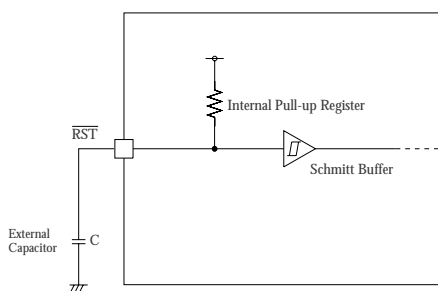 Internal Pull-up Register
RST
Schmitt Buffer
External
Capacitor
C